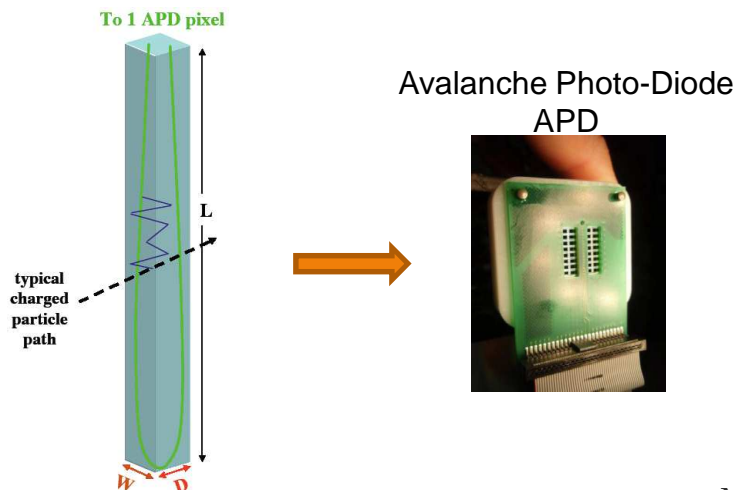 To 1 APD pixel
L
typical
charged
particle
path
W
D
Avalanche Photo-Diode
APD